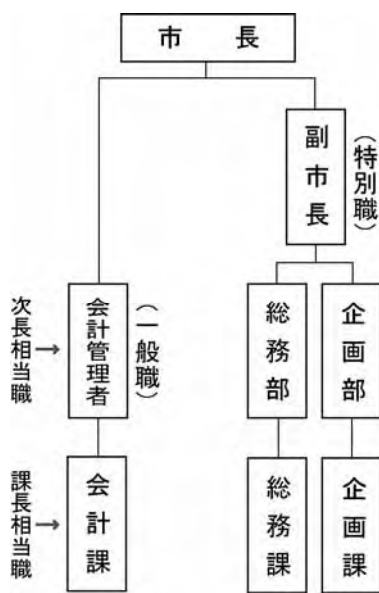 市長
副市長
(特別職)
次長相当職→
会計管理者
(一般職)
総務部
企画部
課長相当職→
会計課
総務課
企画課